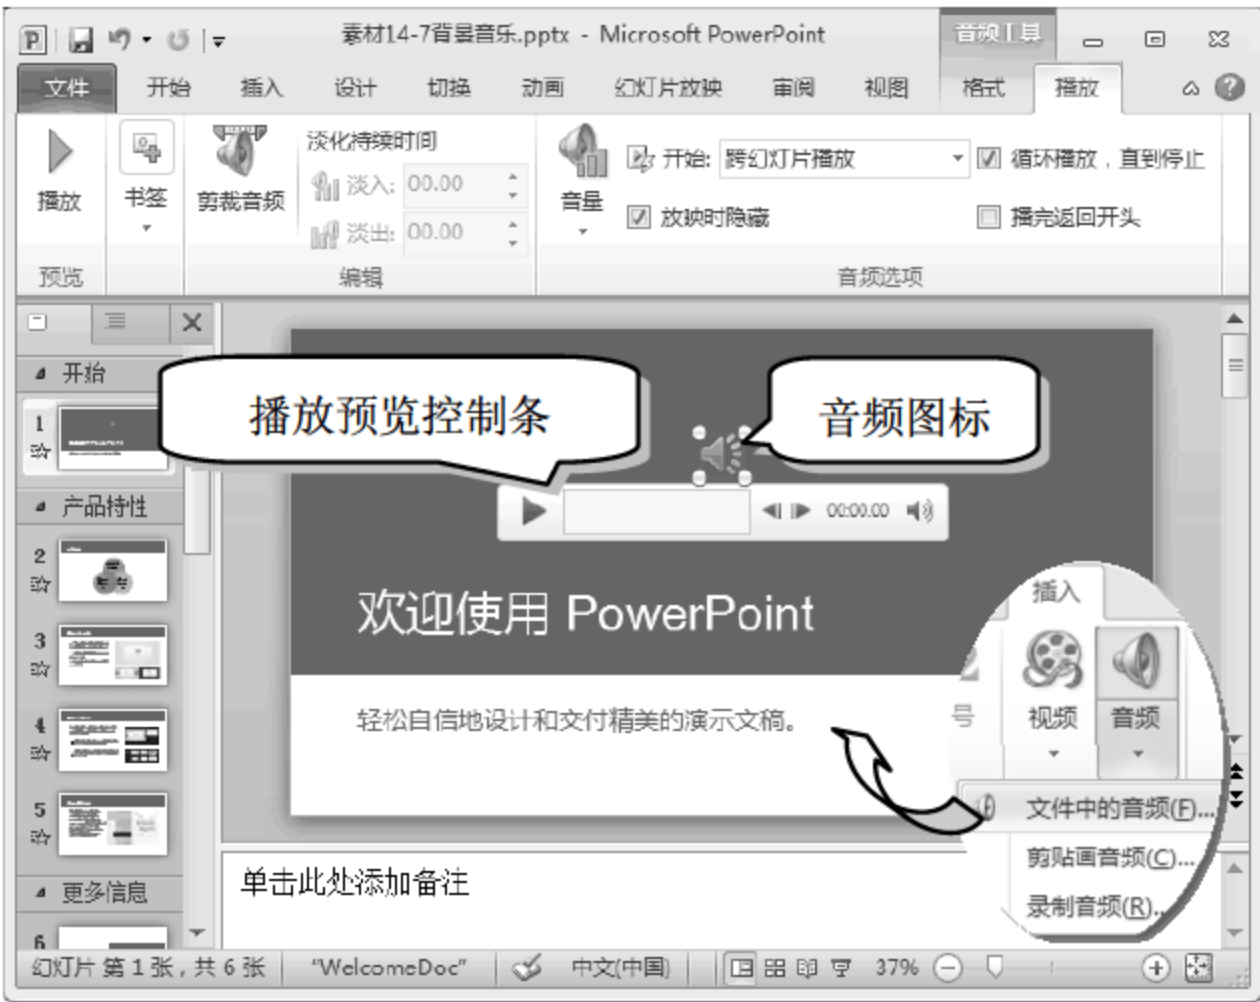 素材14-7背景音乐.pptx - Microsoft PowerPoint
音频工具
文件 开始 插入 设计 切换 动画 幻灯片放映 审阅 视图 格式 播放
播放
书签
剪裁音频
淡化持续时间
淡入: 00.00
淡出: 00.00
音量
开始: 跨幻灯片播放
循环播放，直到停止
放映时隐藏
播完返回开头
预览
编辑
音频选项
开始
1
产品特性
2
3
4
5
更多信息
6
播放预览控制条
音频图标
00:00.00
欢迎使用 PowerPoint
轻松自信地设计和交付精美的演示文稿。
插入
号
视频
音频
文件中的音频(F)...
剪贴画音频(C)...
录制音频(R)..
单击此处添加备注
幻灯片 第 1 张，共 6 张
"WelcomeDoc"
中文(中国)
37%